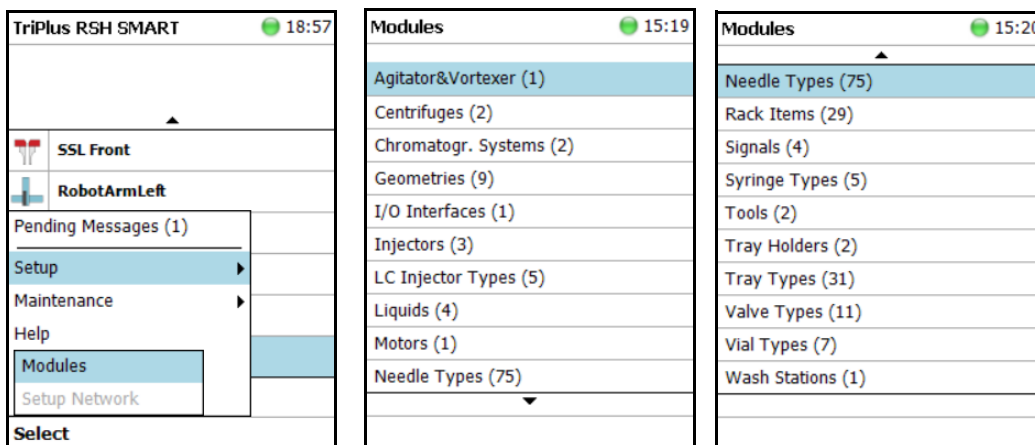 TriPlus RSH SMART 18:57
SSL Front
RobotArmLeft
Pending Messages (1)
Setup
Maintenance
Help
Modules
Setup Network
Select
Modules 15:19
Agitator&Vortexer (1)
Centrifuges (2)
Chromatogr. Systems (2)
Geometries (9)
I/O Interfaces (1)
Injectors (3)
LC Injector Types (5)
Liquids (4)
Motors (1)
Needle Types (75)
Modules 15:20
Needle Types (75)
Rack Items (29)
Signals (4)
Syringe Types (5)
Tools (2)
Tray Holders (2)
Tray Types (31)
Valve Types (11)
Vial Types (7)
Wash Stations (1)